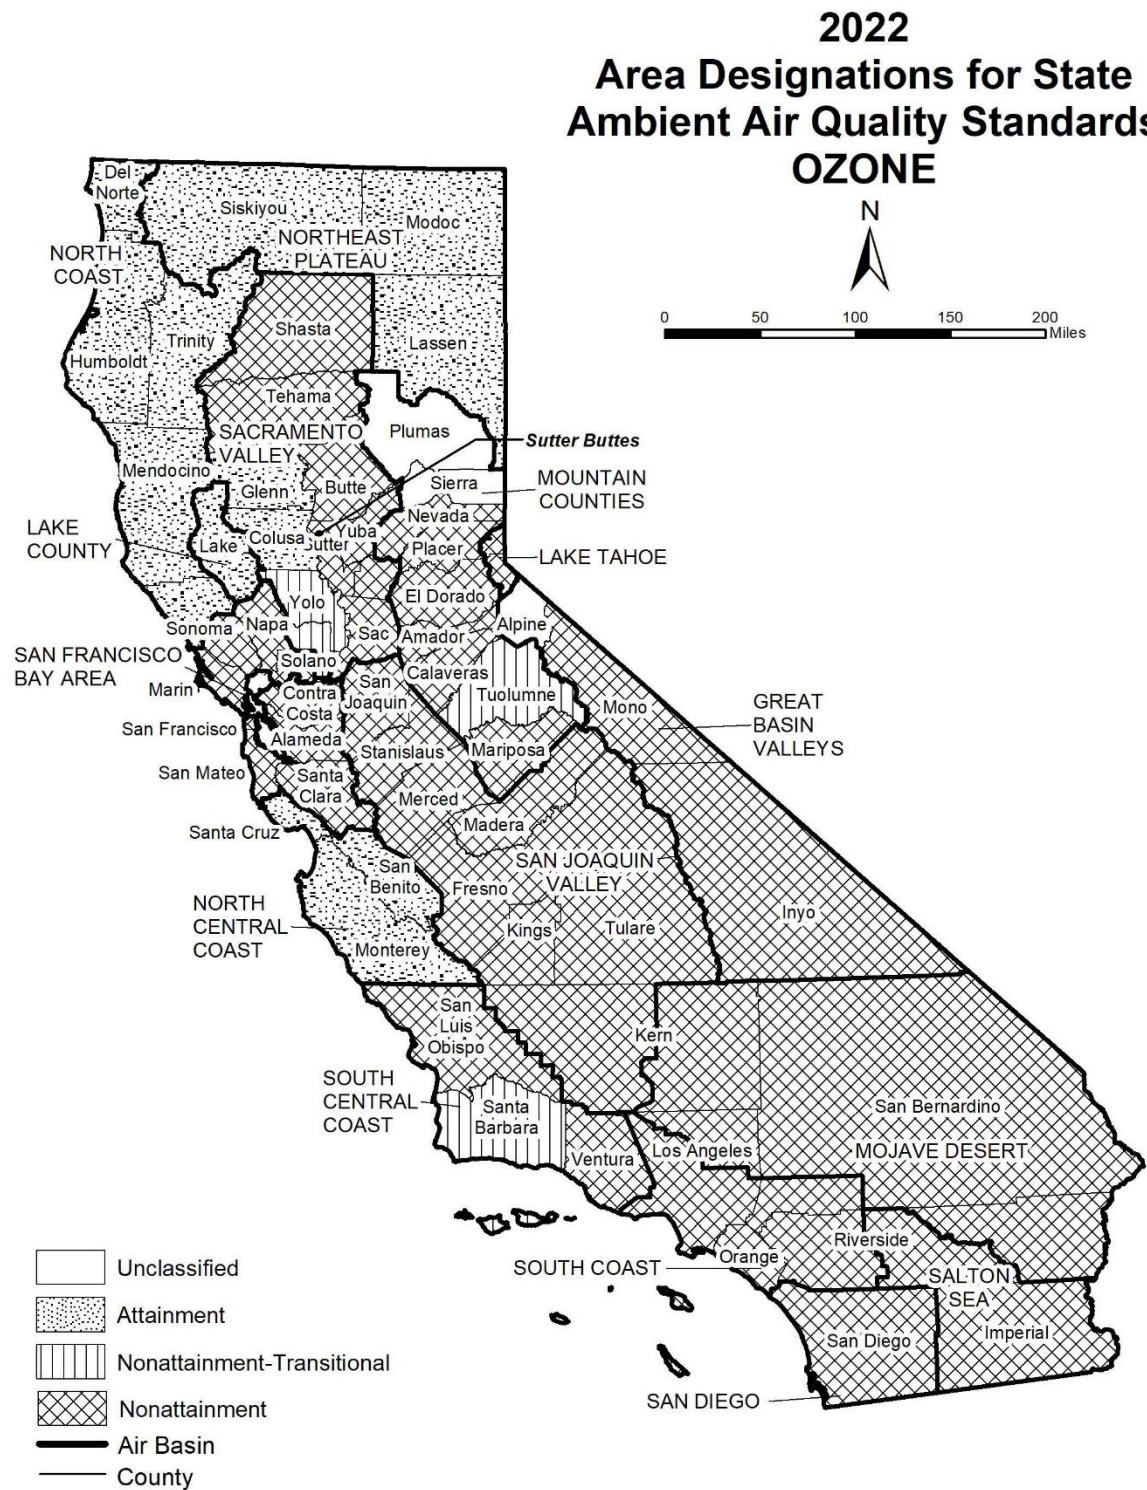 2022
Area Designations for State
Ambient Air Quality Standards
OZONE
N
0 50 100 150 200
Miles
Del
Norte
Siskiyou
Modoc
NORTHEAST
PLATEAU
NORTH
COAST
Shasta
Trinity
Lassen
Humboldt
Tehama
Plumas
SACRAMENTO
VALLEY
Sutter Buttes
Mendocino
Glenn
Butte
Sierra
MOUNTAIN
COUNTIES
Nevada
LAKE
COUNTY
Lake
Colusa
Yuba
Sutter
Placer
LAKE TAHOE
Yolo
El Dorado
Sonoma
Napa
Sac
Amador
Alpine
SAN FRANCISCO
BAY AREA
Solano
Calaveras
Marin
Contra
Costa
San
Joaquin
Tuolumne
Mono
GREAT
BASIN
VALLEYS
San Francisco
Alameda
Stanislaus
Mariposa
San Mateo
Santa
Clara
Merced
Madera
Santa Cruz
SAN JOAQUIN
VALLEY
San
Benito
Fresno
NORTH
CENTRAL
COAST
Kings
Tulare
Inyo
Monterey
San
Luis
Obispo
Kern
SOUTH
CENTRAL
COAST
Santa
Barbara
San Bernardino
MOJAVE DESERT
Ventura
Los Angeles
Riverside
Orange
SOUTH COAST
SALTON
SEA
San Diego
Imperial
SAN DIEGO
Unclassified
Attainment
Nonattainment-Transitional
Nonattainment
Air Basin
County